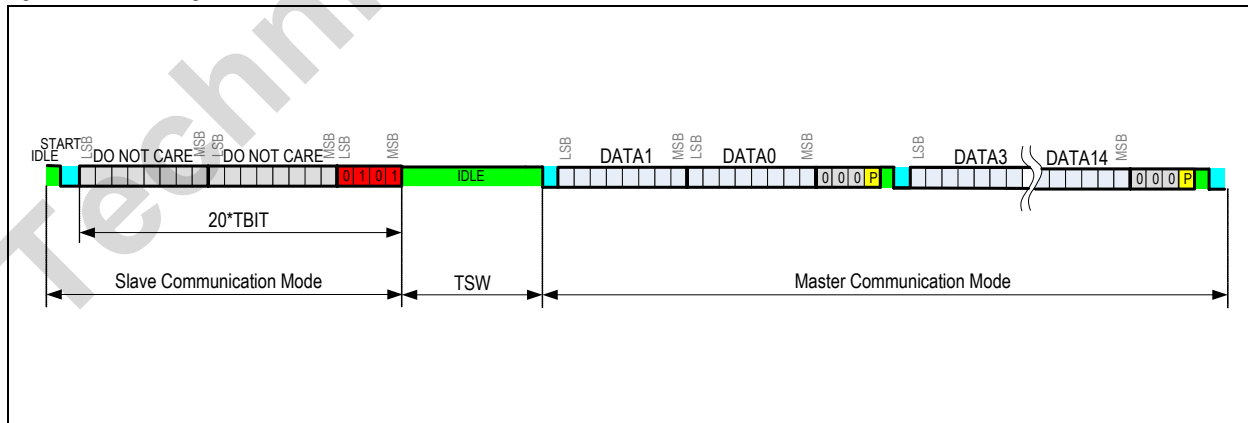 START
IDLE
LSB DO NOT CARE MSB LSB DO NOT CARE MSB LSB MSB
0 1 0 1
IDLE
LSB DATA1 MSB LSB DATA0 MSB
0 0 0 P
LSB DATA3 DATA14 MSB
0 0 0 P
20*TBIT
Slave Communication Mode TSW Master Communication Mode
Techn